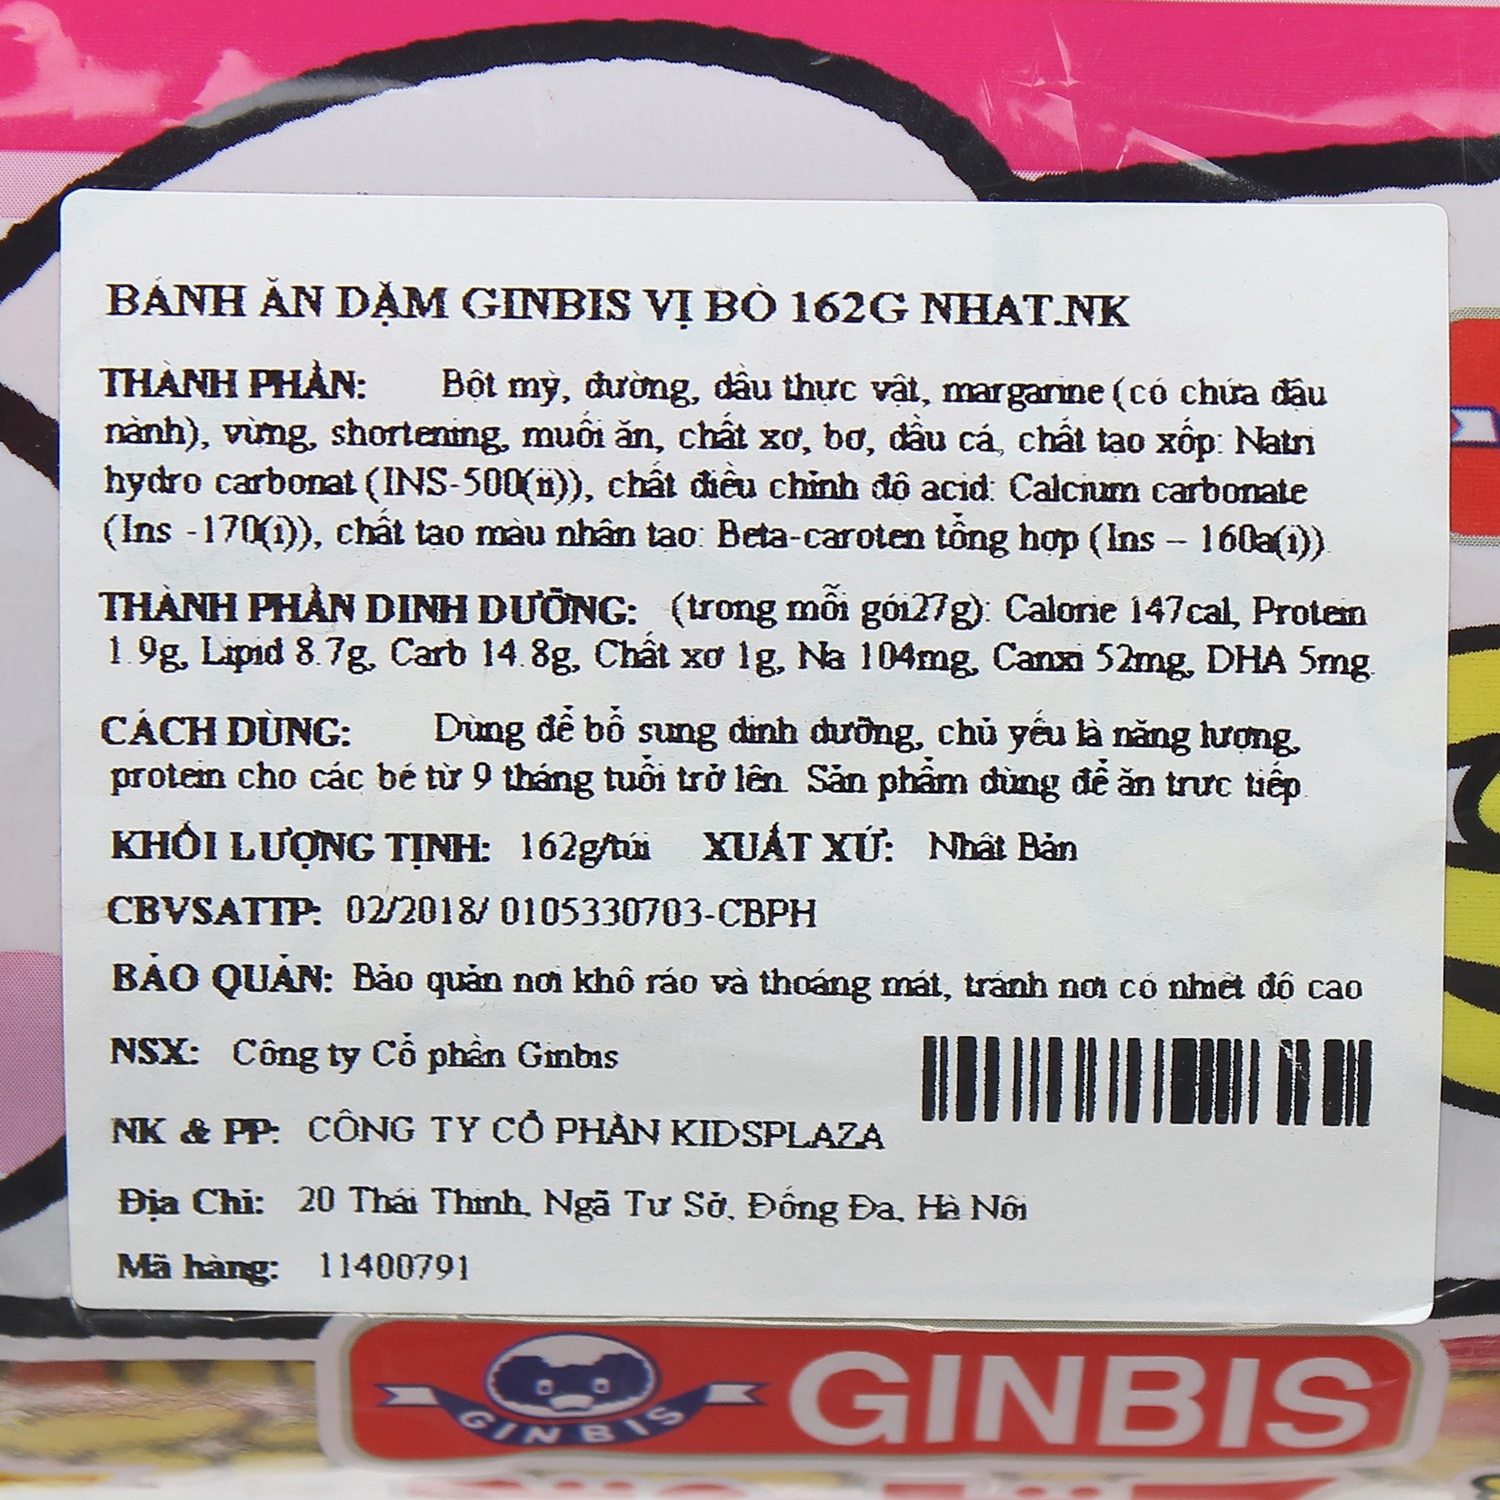 BÁNH ĂN DẶM GINBIS VỊ BÒ 162G NHAT.NK
THÀNH PHẦN: Bột mỳ, đường, dầu thực vật, margarine (có chứa đậu
nành), vừng, shortening, muối ăn, chất xơ, bơ, dầu cá, chất tạo xốp: Natri
hydro carbonat (INS-500(ii)), chất điều chỉnh độ acid: Calcium carbonate
(Ins -170(i)), chất tạo màu nhân tạo: Beta-caroten tổng hợp (Ins – 160a(i)).
THÀNH PHẦN DINH DƯỠNG: (trong mỗi gói27g): Calorie 147cal, Protein
1.9g, Lipid 8.7g, Carb 14.8g, Chất xơ 1g, Na 104mg, Canxi 52mg, DHA 5mg.
CÁCH DÙNG: Dùng để bổ sung dinh dưỡng, chủ yếu là năng lượng,
protein cho các bé từ 9 tháng tuổi trở lên. Sản phẩm dùng để ăn trực tiếp.
KHỐI LƯỢNG TỊNH: 162g/túi XUẤT XỨ: Nhật Bản
CBVSATTP: 02/2018/ 0105330703-CBPH
BẢO QUẢN: Bảo quản nơi khô ráo và thoáng mát, tránh nơi có nhiệt độ cao
NSX: Công ty Cổ phần Ginbis
NK & PP: CÔNG TY CỔ PHẦN KIDSPLAZA
Địa Chỉ: 20 Thái Thịnh, Ngã Tư Sở, Đống Đa, Hà Nội
Mã hàng: 11400791
GINBIS GINBIS